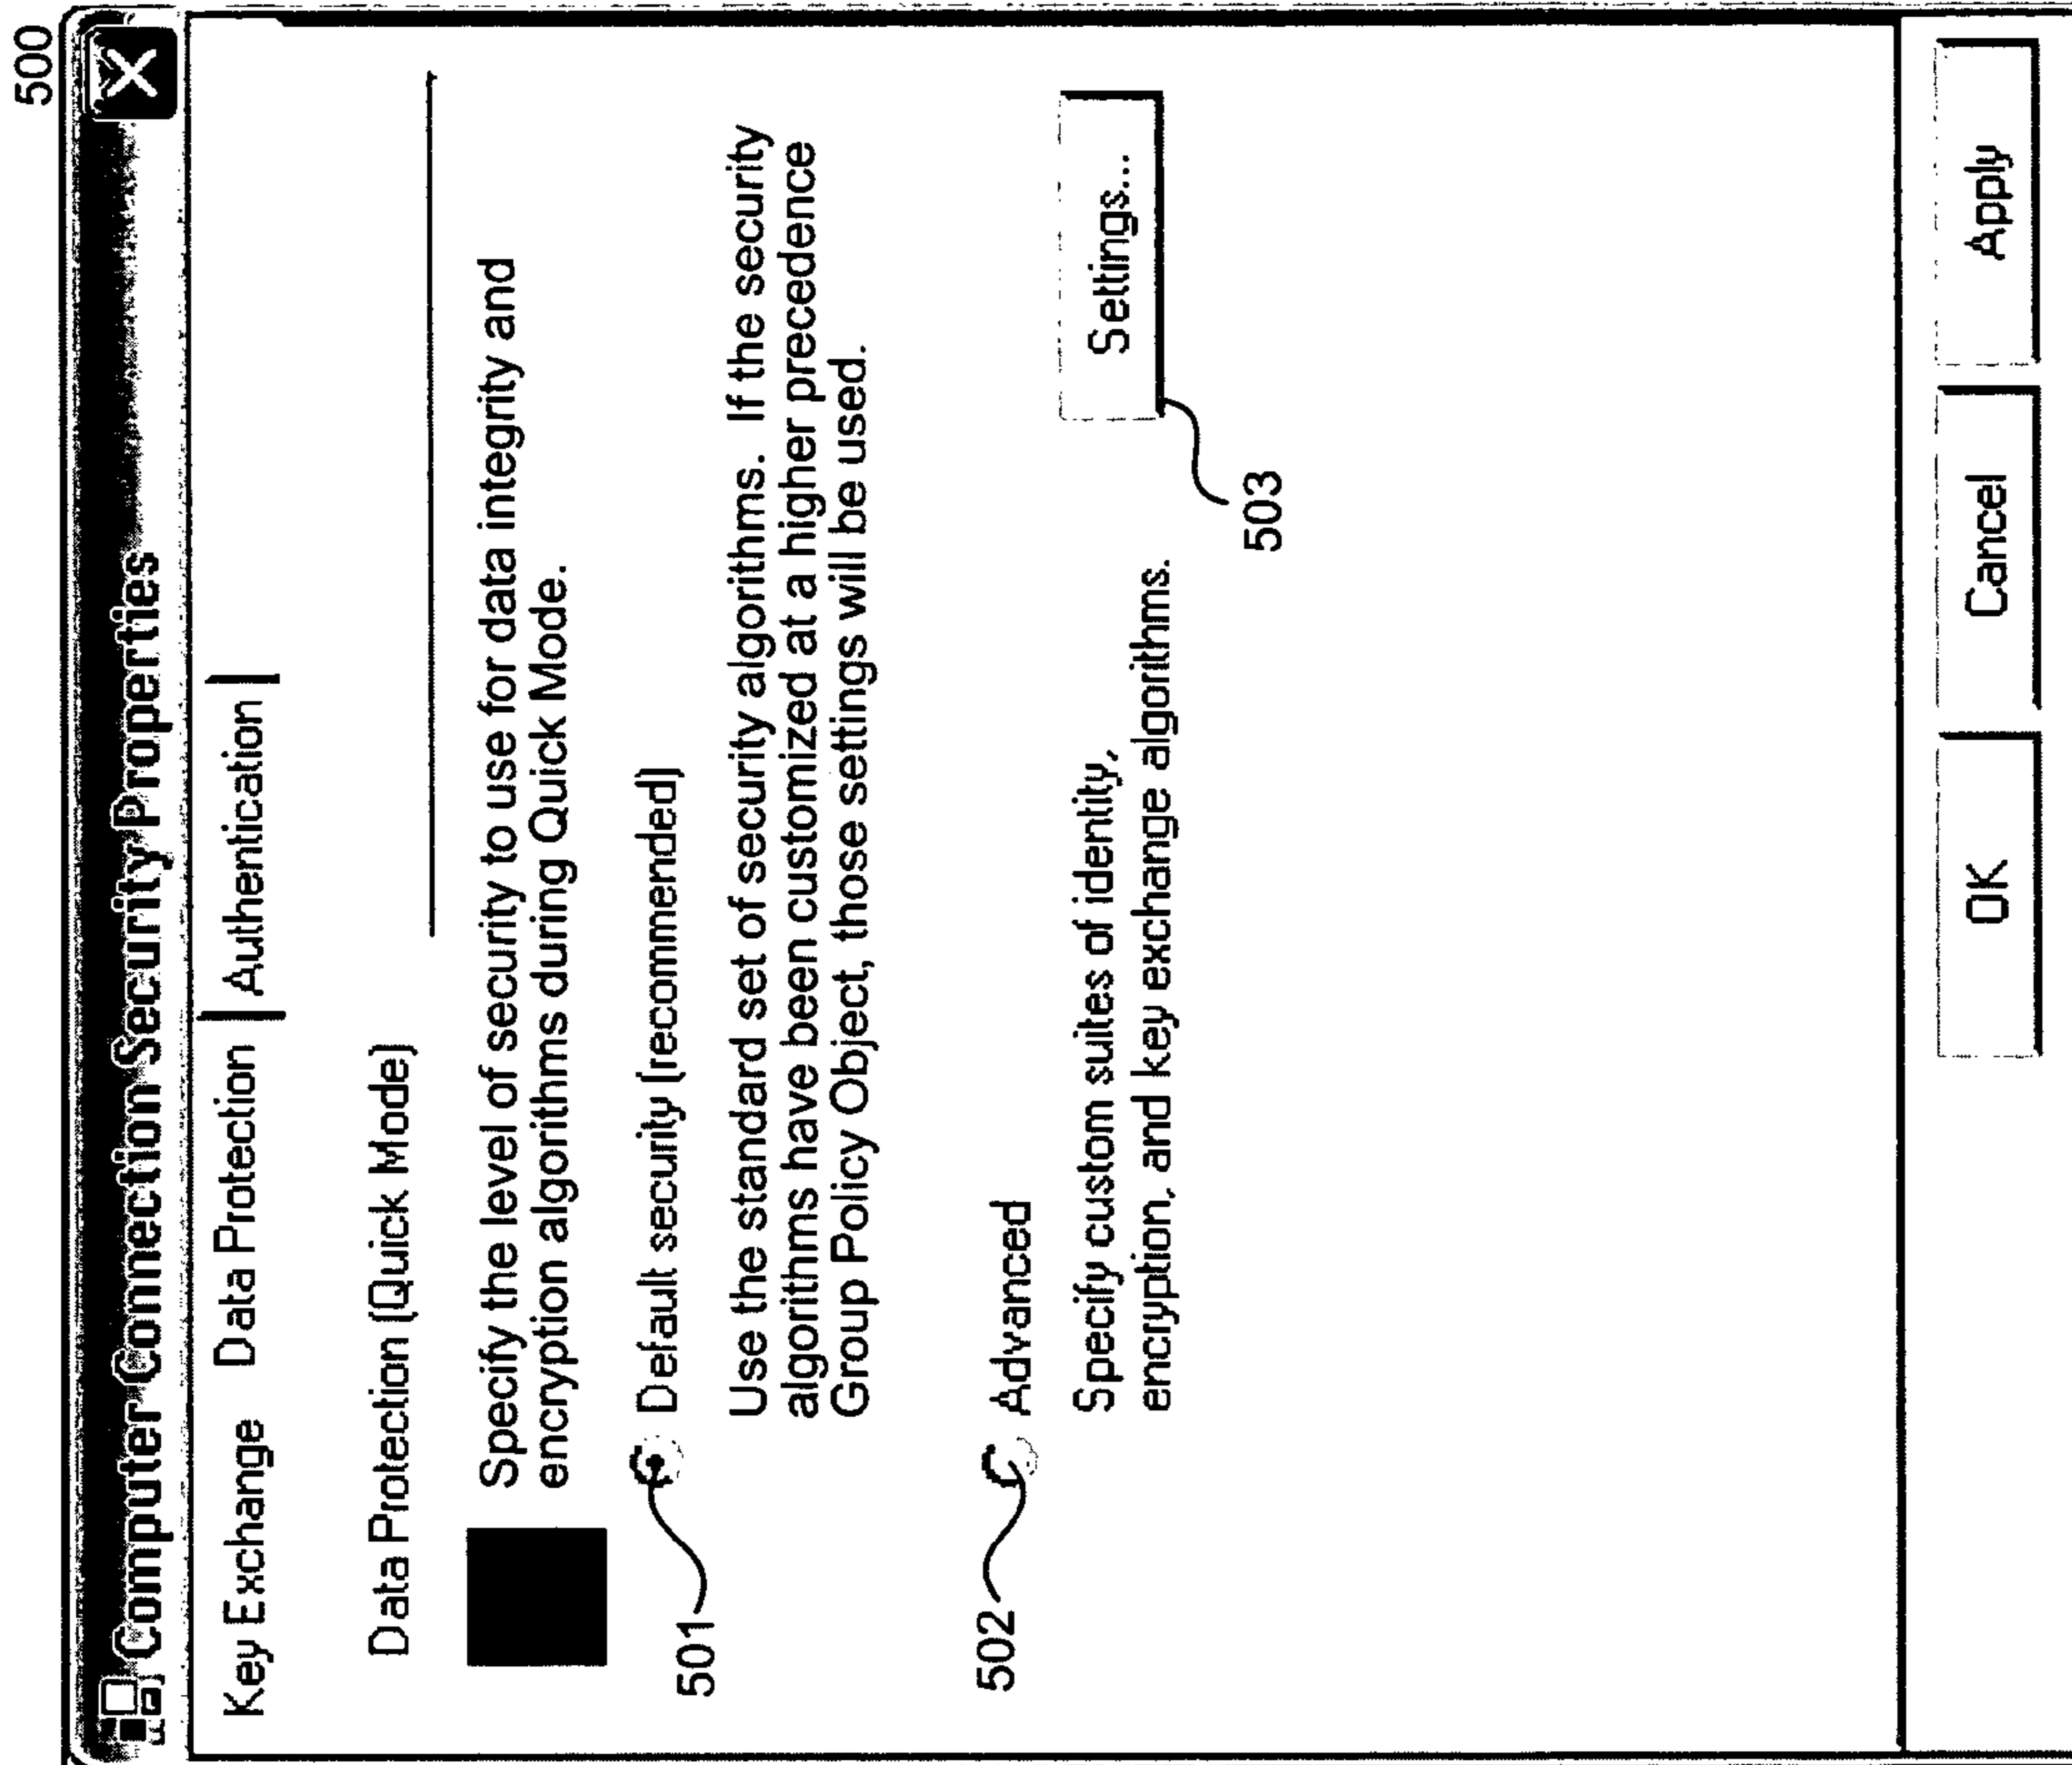 500
Computer Connection Security Properties
X
Key Exchange Data Protection Authentication
Data Protection (Quick Mode)
Specify the level of security to use for data integrity and
encryption algorithms during Quick Mode.
501
Default security (recommended)
Use the standard set of security algorithms. If the security
algorithms have been customized at a higher precedence
Group Policy Object, those settings will be used.
502
Advanced
Specify custom suites of identity,
encryption, and key exchange algorithms.
Settings...
503
OK Cancel Apply